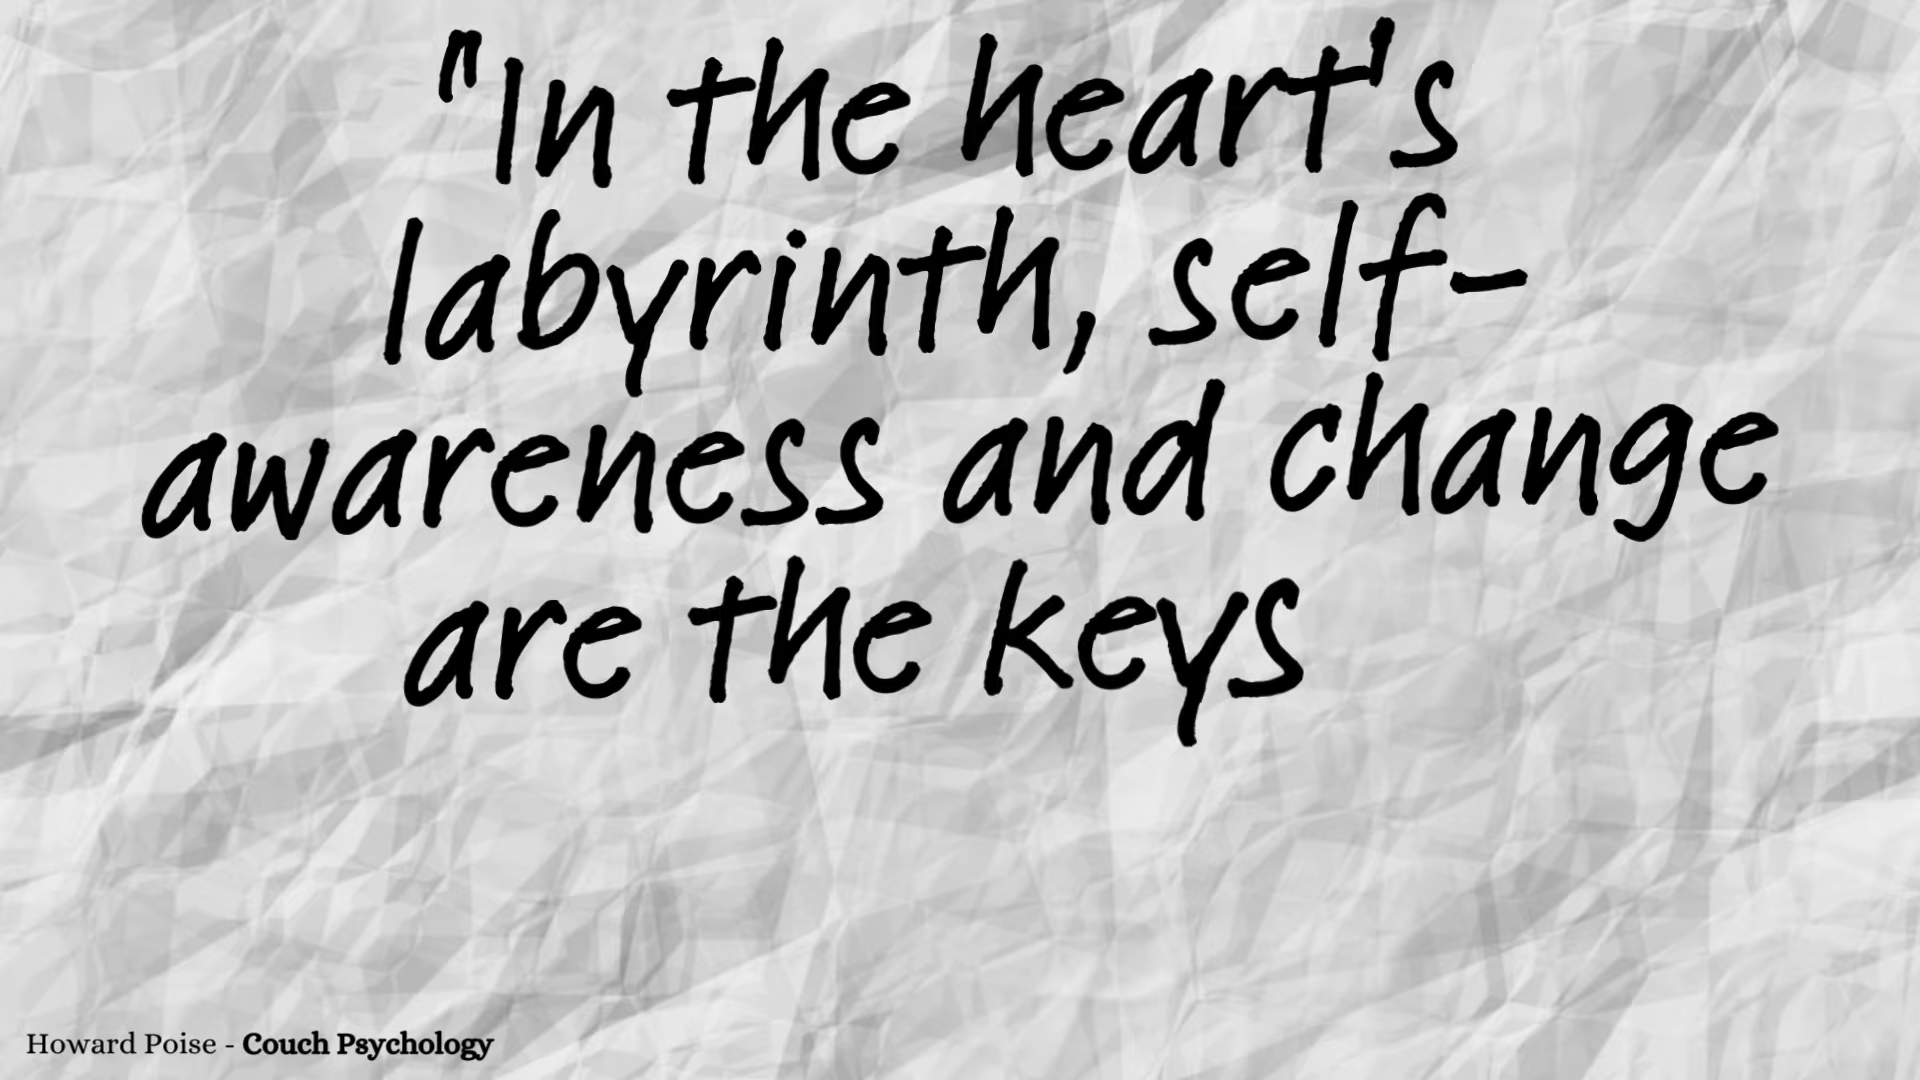 "In the heart's
labyrinth, self-
awareness and change
are the keys
Howard Poise - Couch Psychology